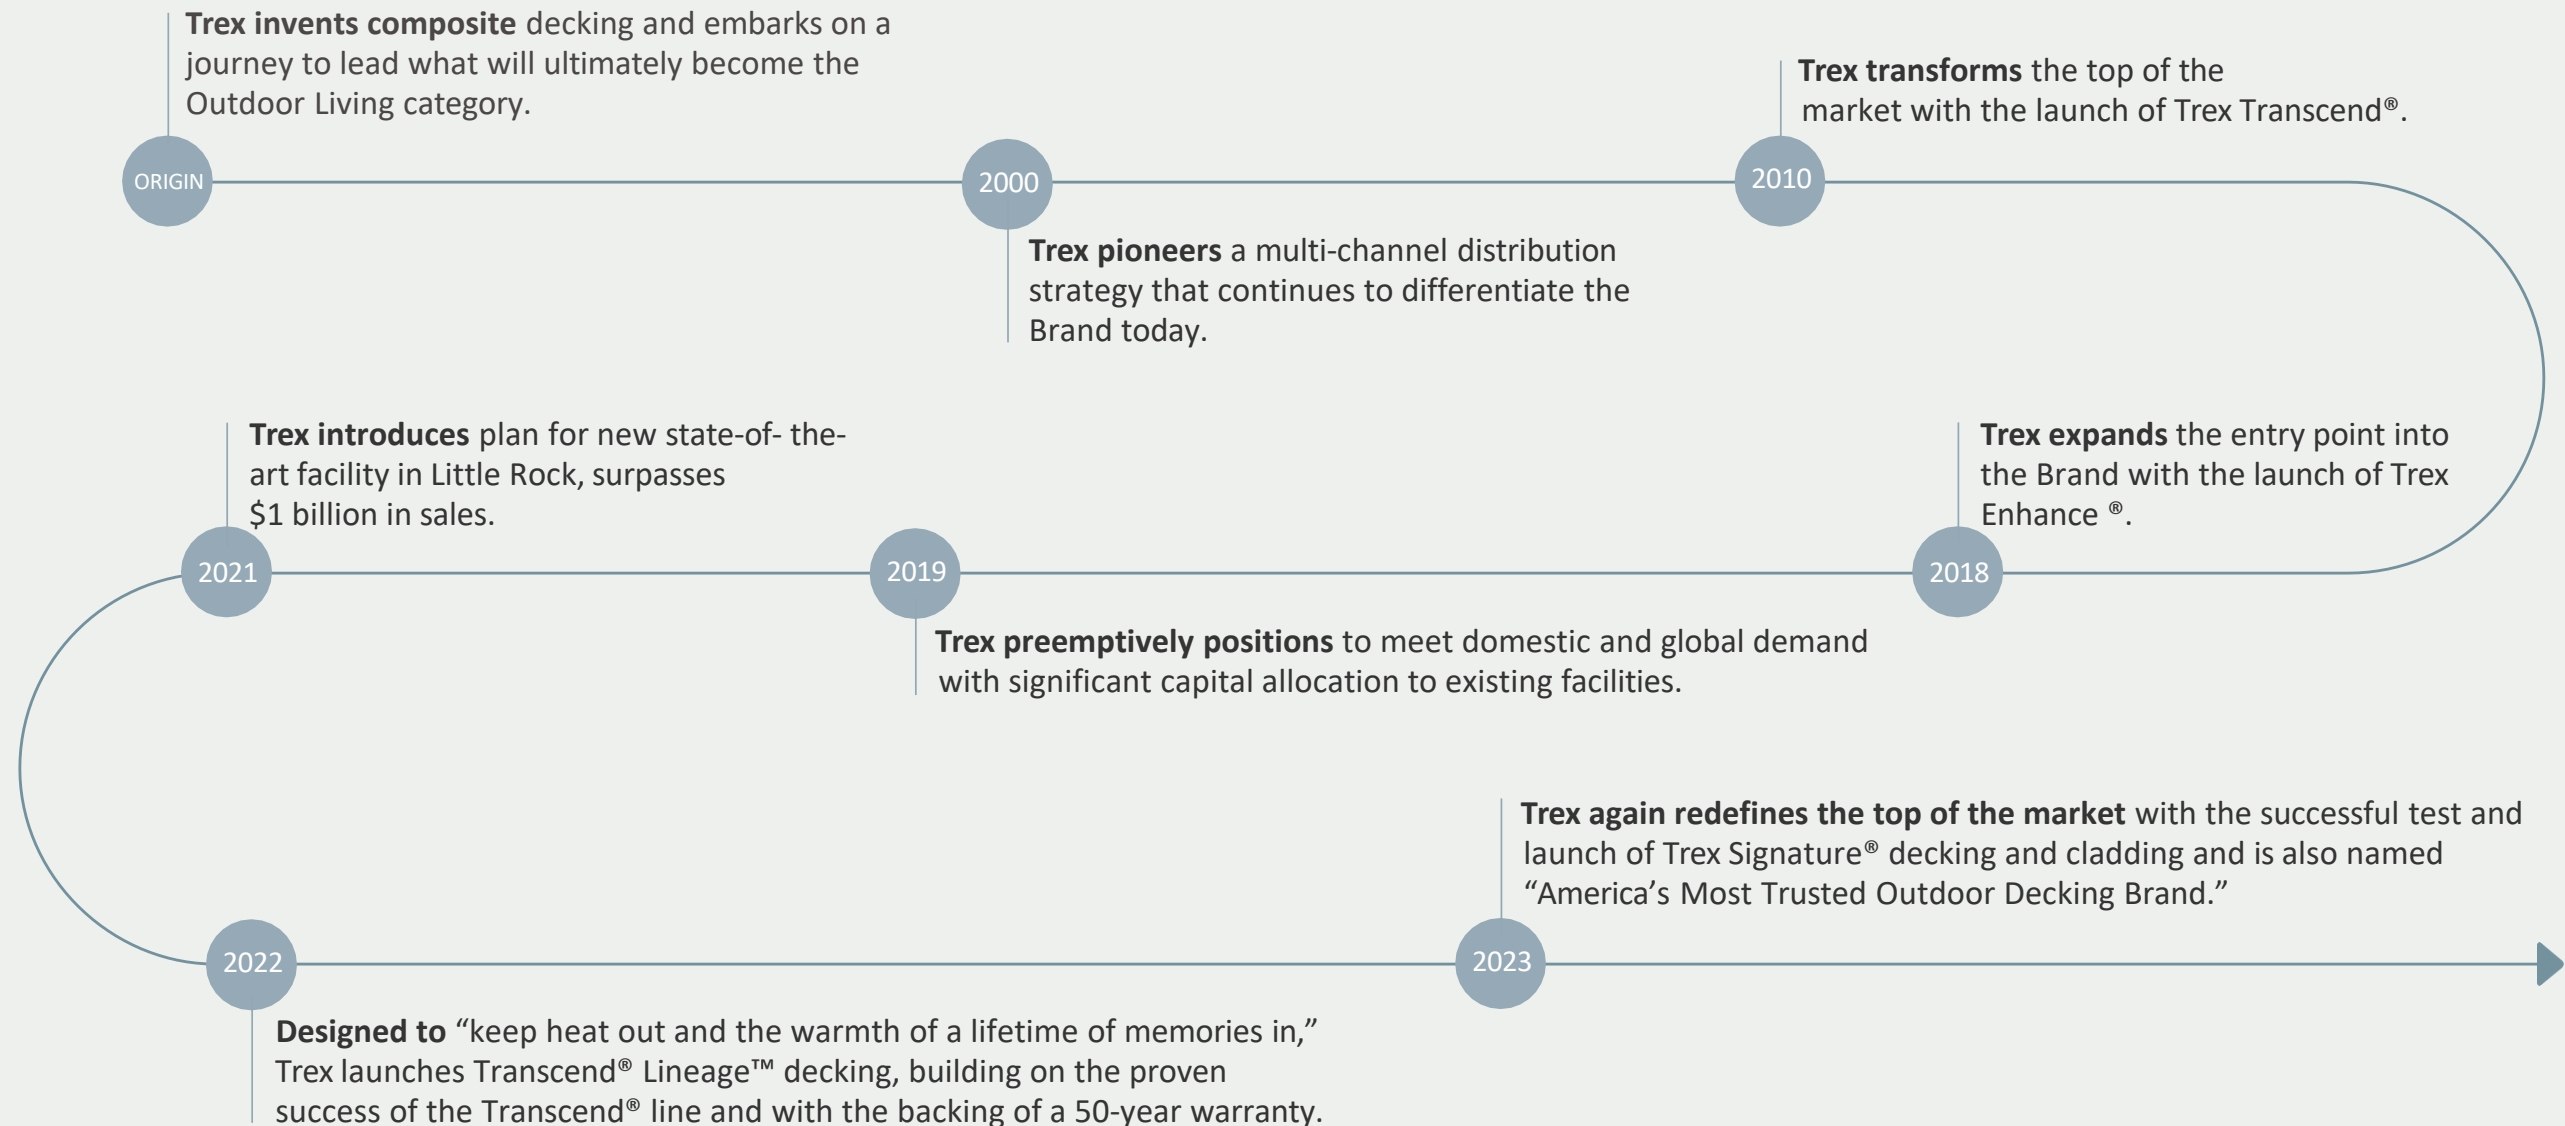 Trex invents composite decking and embarks on a
journey to lead what will ultimately become the
Outdoor Living category.
ORIGIN
2000
Trex pioneers a multi-channel distribution
strategy that continues to differentiate the
Brand today.
Trex transforms the top of the
market with the launch of Trex Transcend®.
2010
Trex expands the entry point into
the Brand with the launch of Trex
Enhance ®.
2018
2019
Trex preemptively positions to meet domestic and global demand
with significant capital allocation to existing facilities.
Trex introduces plan for new state-of- the-
art facility in Little Rock, surpasses
$1 billion in sales.
2021
2022
Designed to “keep heat out and the warmth of a lifetime of memories in,”
Trex launches Transcend® Lineage™ decking, building on the proven
success of the Transcend® line and with the backing of a 50-year warranty.
Trex again redefines the top of the market with the successful test and
launch of Trex Signature® decking and cladding and is also named
“America’s Most Trusted Outdoor Decking Brand.”
2023